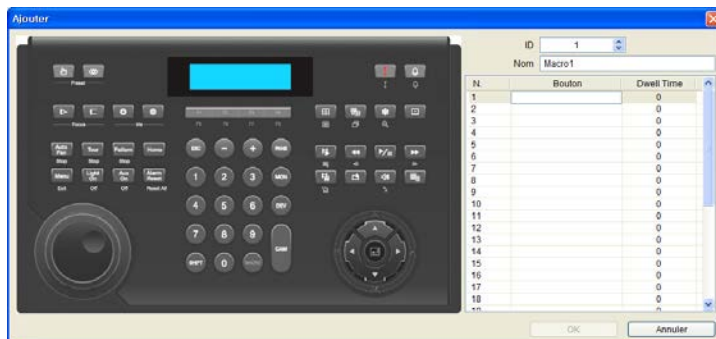 Ajouter
ID 1
Nom Macro1
N. Bouton Dwell Time
1 0
2 0
3 0
4 0
5 0
6 0
7 0
8 0
9 0
10 0
11 0
12 0
13 0
14 0
15 0
16 0
17 0
18 0
Preset
Focus Iris
Auto Pan Tour Pattern Home
Stop Stop Stop
Menu Light On Aux On Alarm Reset
Exit Off Off Reset All
ESC - +
1 2 3 MON
4 5 6 DEV
7 8 9 CAM
SHIFT 0 MACRO
OK Annuler